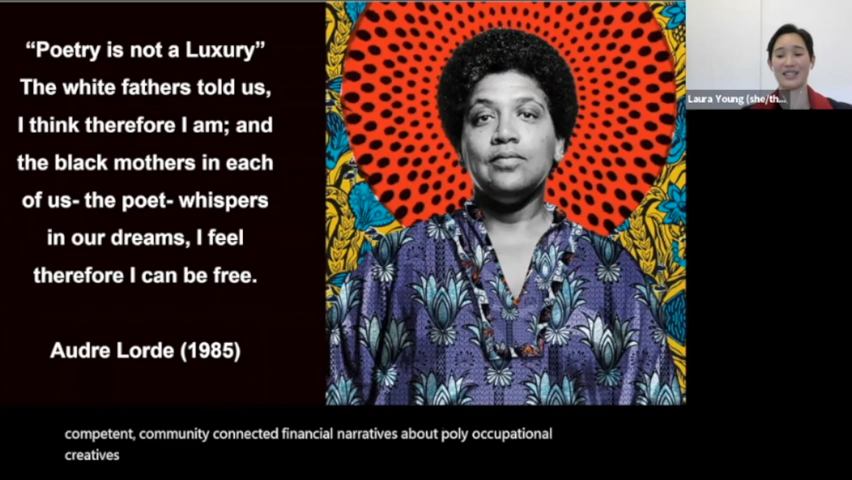 “Poetry is not a Luxury”
The white fathers told us,
I think therefore I am; and
the black mothers in each
of us- the poet- whispers
in our dreams, I feel
therefore I can be free.
Audre Lorde (1985)
Laura Young (she/th...
competent, community connected financial narratives about poly occupational
creatives